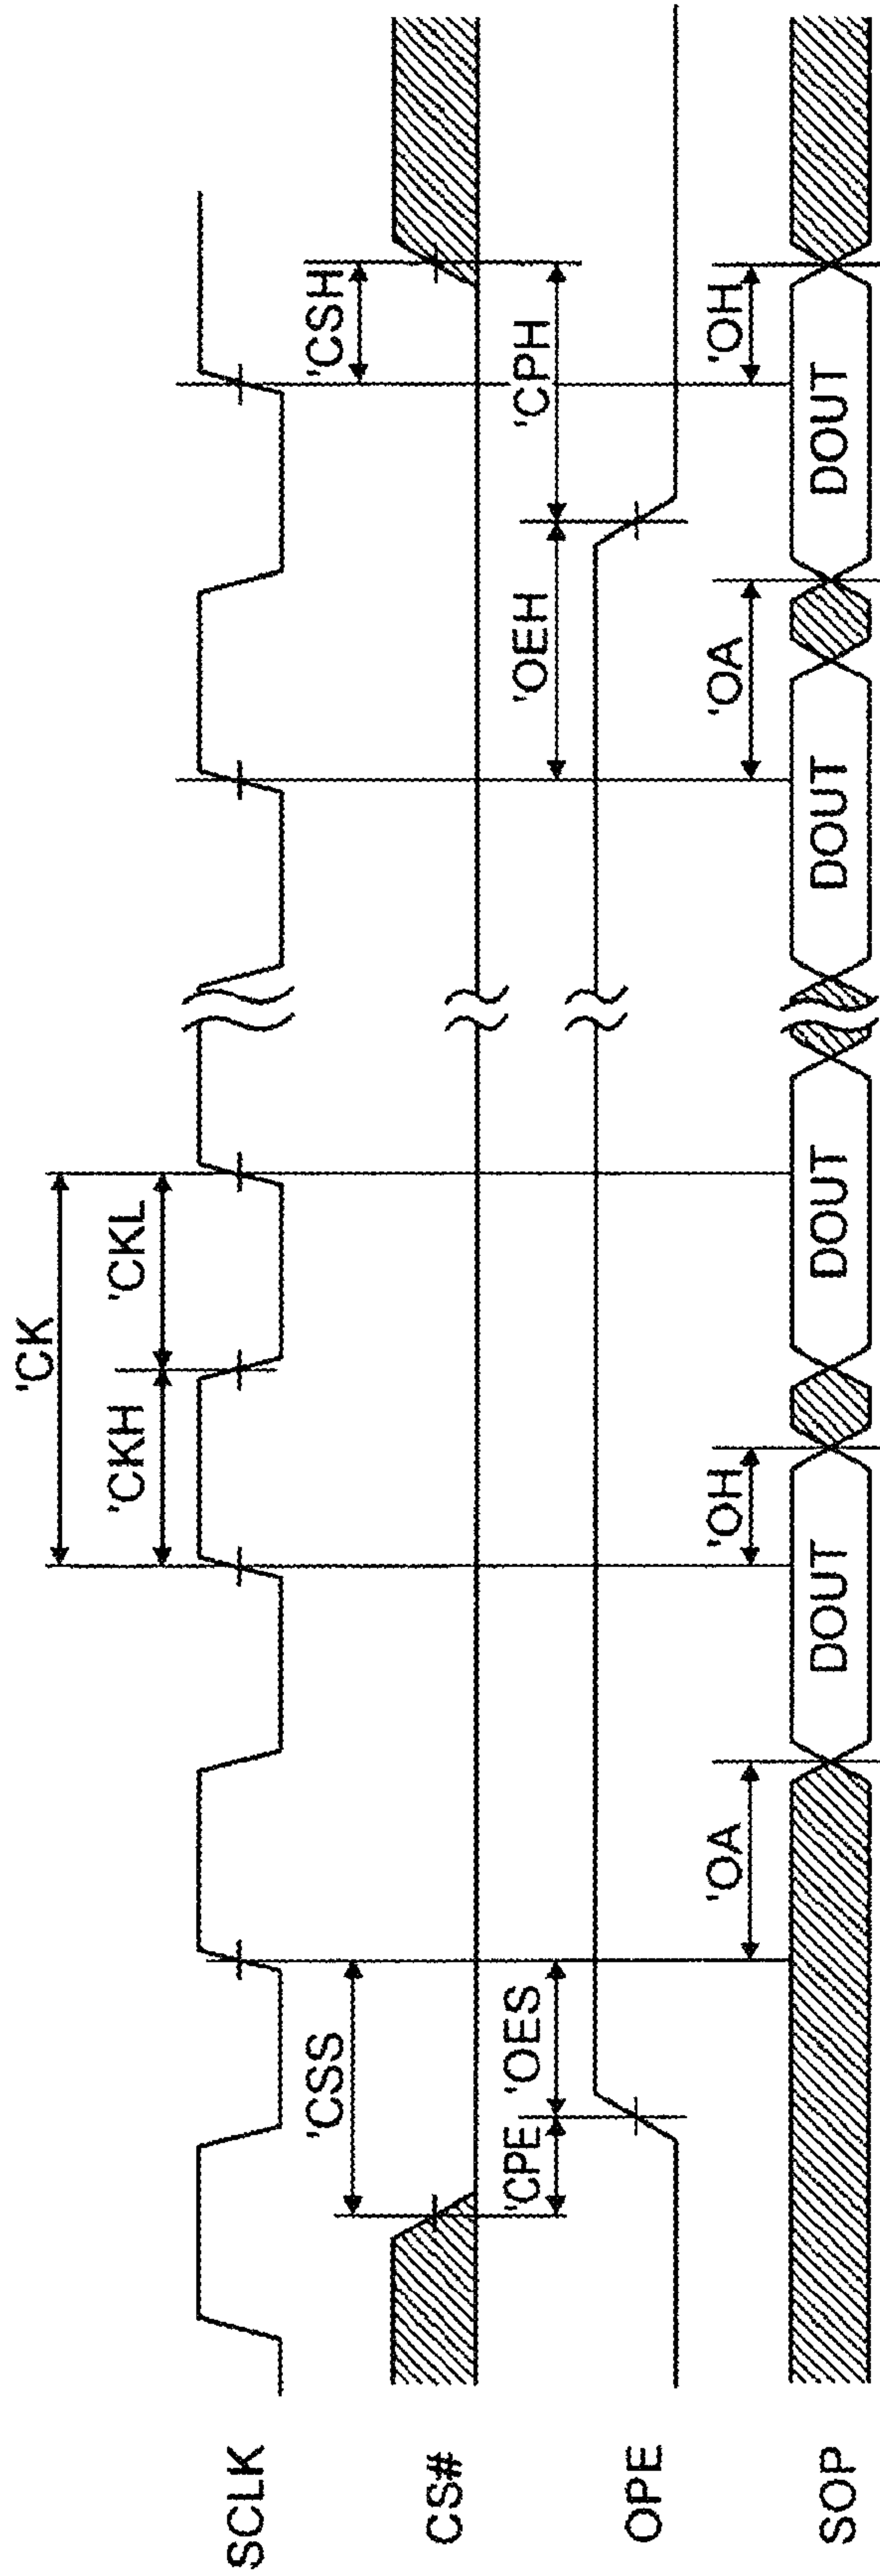 SCLK
'CK
'CKH
'CKL
CS#
'CSS
'CSH
OPE
'CPE
'OES
'OEH
'CPH
SOP
'OA
'OH
'OA
'OH
DOUT
DOUT
DOUT
DOUT